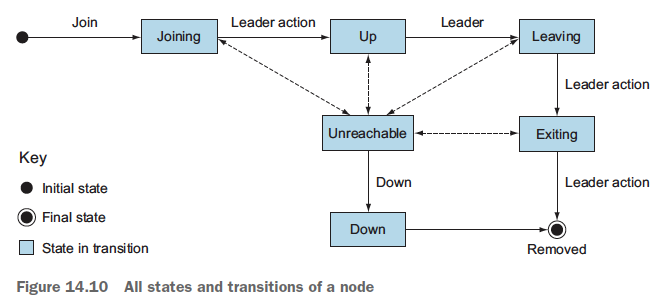 Join
Leader action
Leader
Joining
Up
Leaving
Leader action
Unreachable
Exiting
Key
Initial state
Down
Leader action
Final state
Down
State in transition
Removed
Figure 14.10 All states and transitions of a node